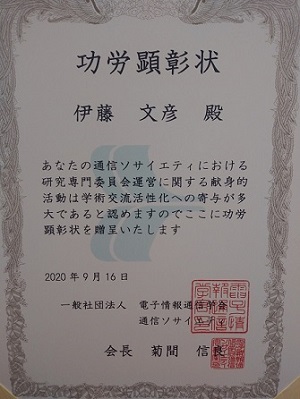 功労顕彰状
伊藤 文彦 殿
あなたの通信ソサイエティにおける
研究専門委員会運営に関する献身的
活動は学術交流活性化への寄与が多
大であると認めますのでここに功労
顕彰状を贈呈いたします
2020年9月16日
一般社団法人 電子情報通信学会
通信ソサイエティ
会長 菊間 信良